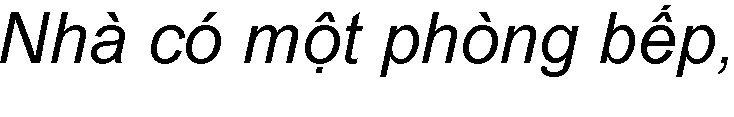 Nhà có một phòng bếp,